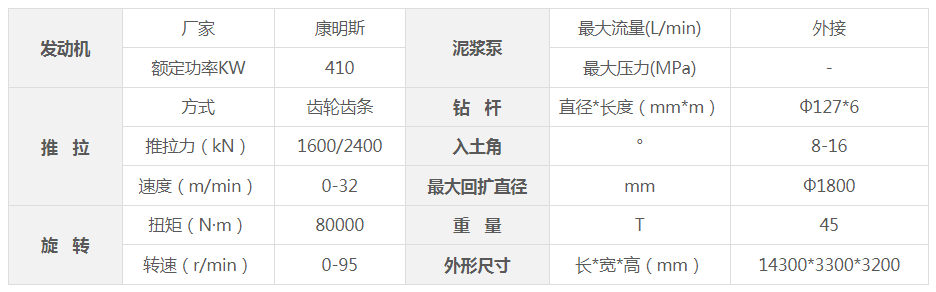 发动机 厂家 康明斯 泥浆泵 最大流量(L/min) 外接
额定功率KW 410 最大压力(MPa) -
推 拉 方式 齿轮齿条 钻 杆 直径*长度（mm*m） Φ127*6
推拉力（kN） 1600/2400 入土角 ° 8-16
速度（m/min） 0-32 最大回扩直径 mm Φ1800
旋 转 扭矩（N·m） 80000 重 量 T 45
转速（r/min） 0-95 外形尺寸 长*宽*高（mm） 14300*3300*3200